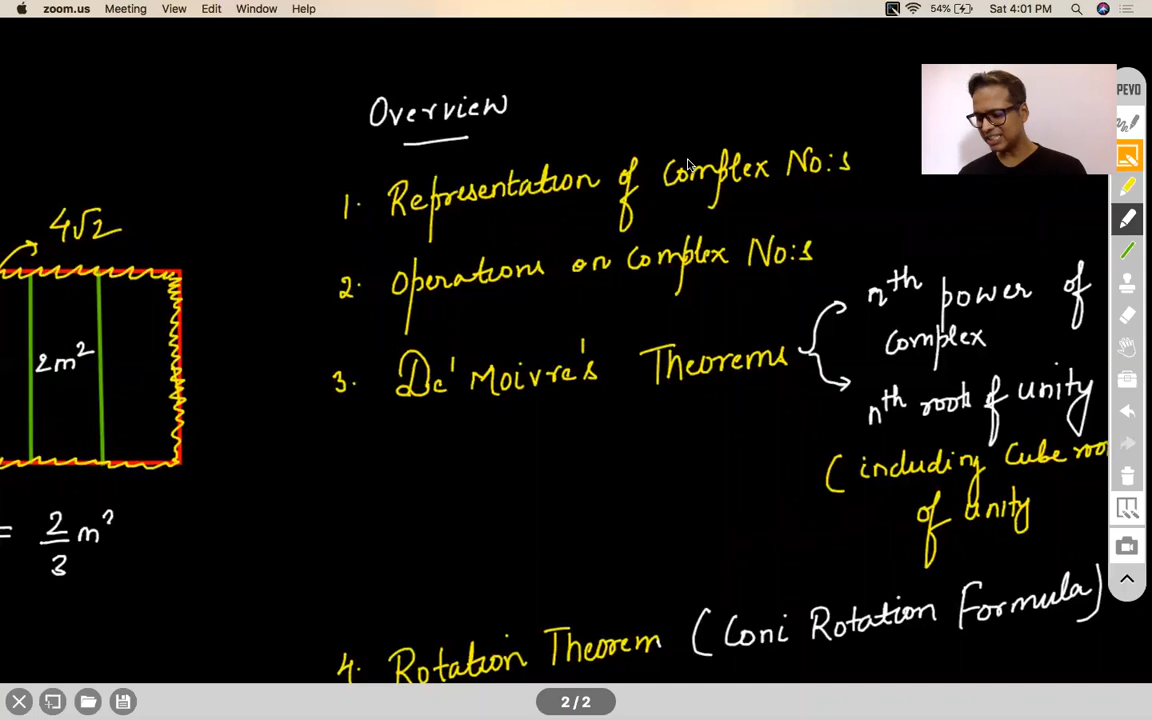 zoom.us Meeting View Edit Window Help 54% Sat 4:01 PM
PEVO
Overview
1. Representation of Complex No:s
2. Operations on Complex No:s
3. De'Moivre's Theorems
nth power of
complex
nth roots of unity
(including Cube roo
of unity
4. Rotation Theorem (Coni Rotation Formula)
4√2
2m²
= 2/3 m²
2/2